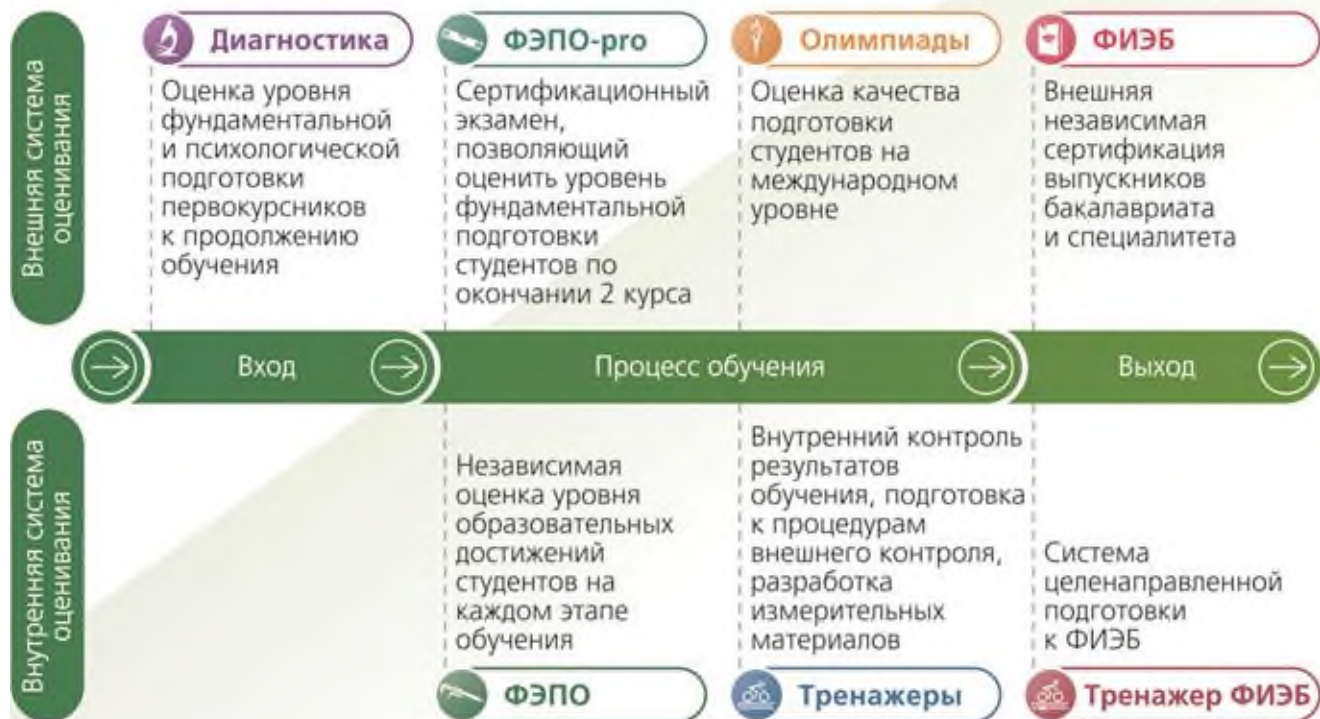 Внешняя система
оценивания
Диагностика
Оценка уровня
фундаментальной
и психологической
подготовки
первокурсников
к продолжению
обучения
ФЭПО-pro
Сертификационный
экзамен,
позволяющий
оценить уровень
фундаментальной
подготовки
студентов по
окончании 2 курса
Олимпиады
Оценка качества
подготовки
студентов на
международном
уровне
ФИЭБ
Внешняя
независимая
сертификация
выпускников
бакалавриата
и специалитета
Вход
Процесс обучения
Выход
Внутренняя система
оценивания
Независимая
оценка уровня
образовательных
достижений
студентов на
каждом этапе
обучения
ФЭПО
Внутренний контроль
результатов
обучения, подготовка
к процедурам
внешнего контроля,
разработка
измерительных
материалов
Тренажеры
Система
целенаправленной
подготовки
к ФИЭБ
Тренажер ФИЭБ